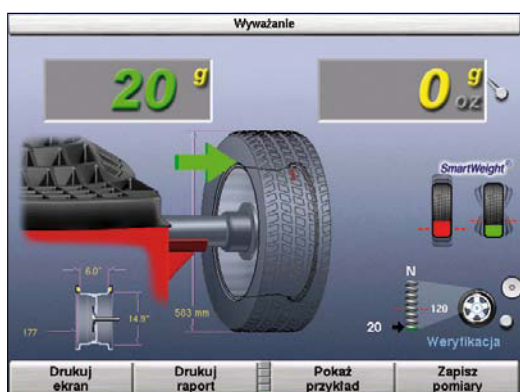 Wyważanie
20 g
0 g
oz
SmartWeight®
6.0"
14.9"
177
583 mm
N
120
20
Weryfikacja
Drukuj ekran
Drukuj raport
Pokaż przykład
Zapisz pomiary